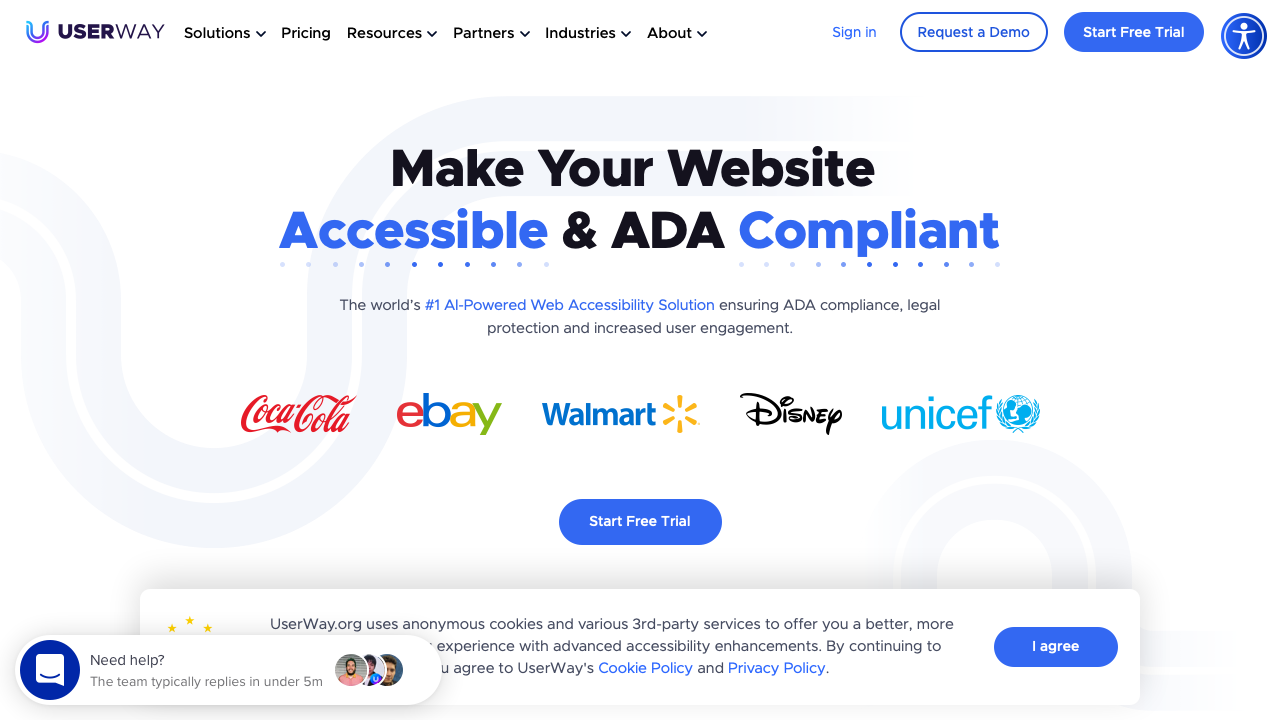 USERWAY
Solutions Pricing Resources Partners Industries About
Sign in Request a Demo Start Free Trial
Make Your Website
Accessible & ADA Compliant
The world's #1 AI-Powered Web Accessibility Solution ensuring ADA compliance, legal
protection and increased user engagement.
Coca-Cola ebay Walmart Disney unicef
Start Free Trial
UserWay.org uses anonymous cookies and various 3rd-party services to offer you a better, more
experience with advanced accessibility enhancements. By continuing to
agree to UserWay's Cookie Policy and Privacy Policy.
I agree
Need help?
The team typically replies in under 5m